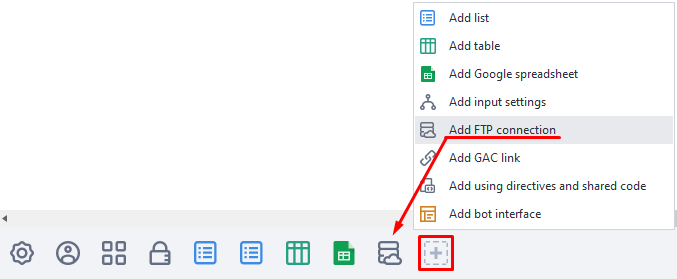 Add list
Add table
Add Google spreadsheet
Add input settings
Add FTP connection
Add GAC link
Add using directives and shared code
Add bot interface